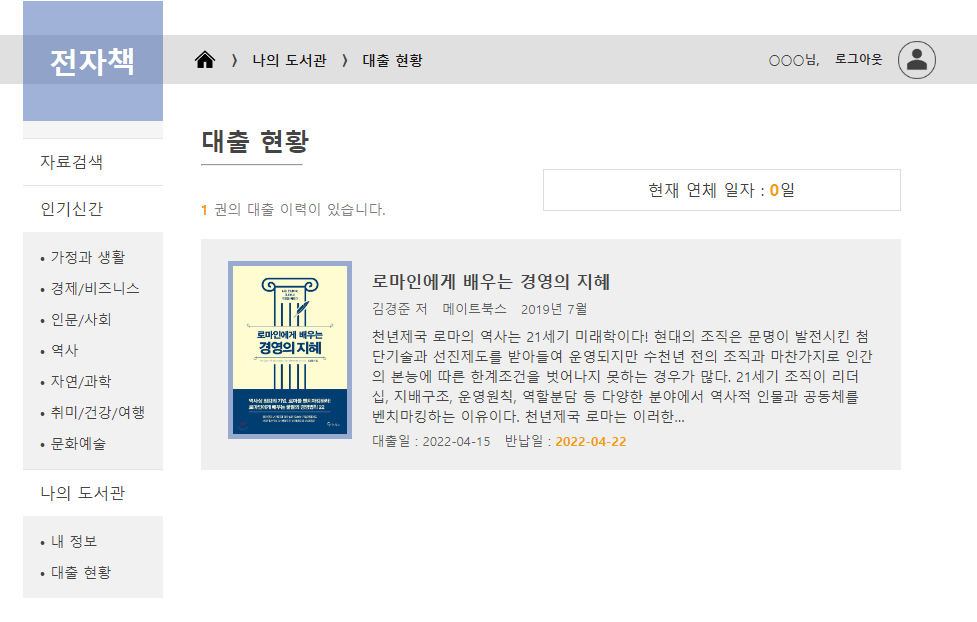 전자책
나의 도서관 대출 현황
○○○님, 로그아웃
자료검색
인기신간
• 가정과 생활
• 경제/비즈니스
• 인문/사회
• 역사
• 자연/과학
• 취미/건강/여행
• 문화예술
나의 도서관
• 내 정보
• 대출 현황
대출 현황
현재 연체 일자 : 0일
1 권의 대출 이력이 있습니다.
로마인에게 배우는
경영의 지혜
로마인에게 배우는 경영의 지혜
김경준 저 메이트북스 2019년 7월
천년제국 로마의 역사는 21세기 미래학이다! 현대의 조직은 문명이 발전시킨 첨
단기술과 선진제도를 받아들여 운영되지만 수천년 전의 조직과 마찬가지로 인간
의 본능에 따른 한계조건을 벗어나지 못하는 경우가 많다. 21세기 조직이 리더
십, 지배구조, 운영원칙, 역할분담 등 다양한 분야에서 역사적 인물과 공동체를
벤치마킹하는 이유이다. 천년제국 로마는 이러한...
대출일 : 2022-04-15 반납일 : 2022-04-22